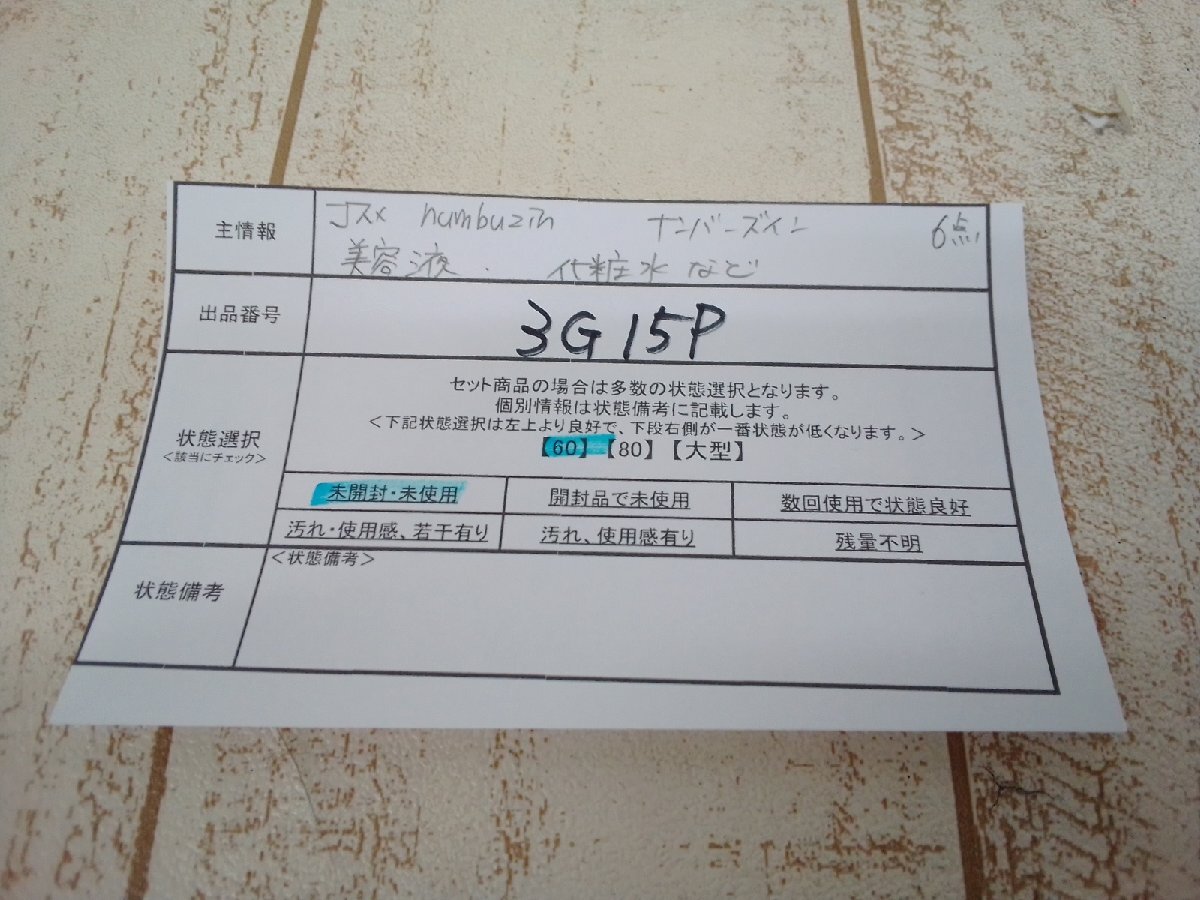 主情報
コスメ numbuzin ナンバーズイン 6点
美容液. 化粧水 など
出品番号
3G15P
状態選択
<該当にチェック>
セット商品の場合は多数の状態選択となります。
個別情報は状態備考に記載します。
<下記状態選択は左上より良好で、下段右側が一番状態が低くなります。>
【60】【80】【大型】
未開封・未使用 開封品で未使用 数回使用で状態良好
汚れ・使用感、若干有り 汚れ、使用感有り 残量不明
状態備考
<状態備考>